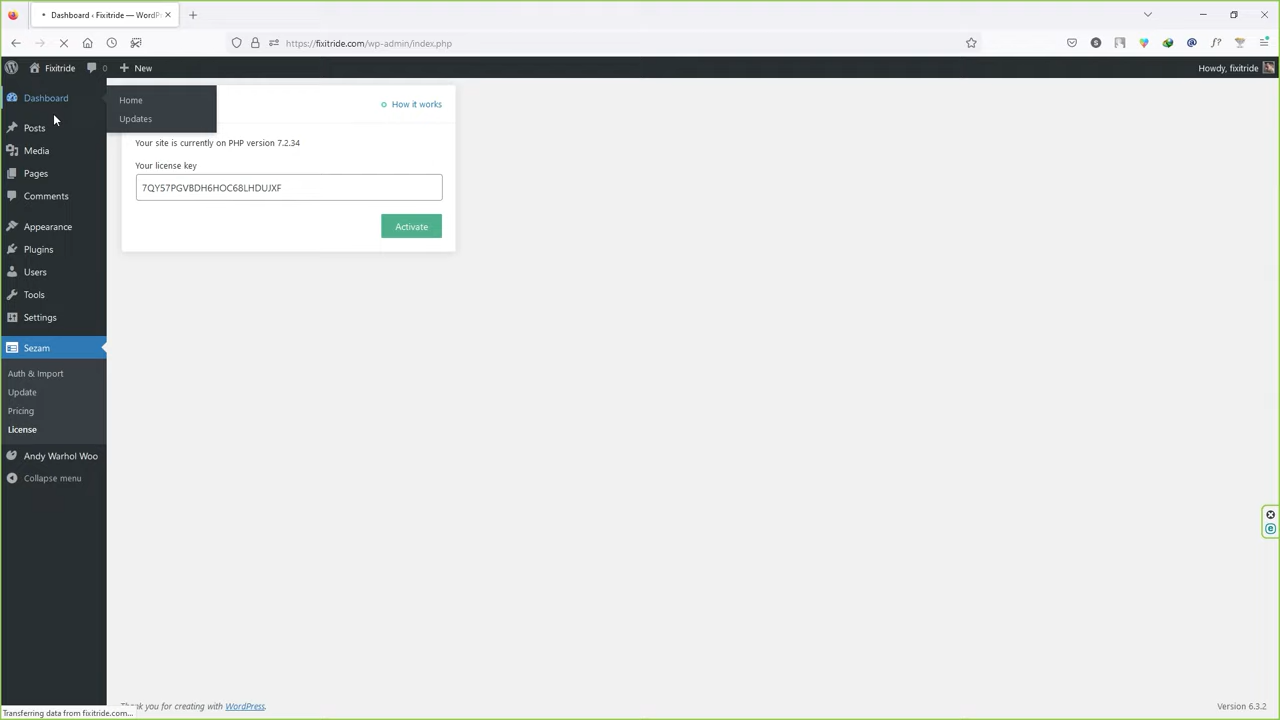 Dashboard ‹ Fixitride — WordPr
https://fixitride.com/wp-admin/index.php
Fixitride
0
New
Howdy, fixitride
Dashboard
Home
Updates
Posts
Media
Pages
Comments
Appearance
Plugins
Users
Tools
Settings
Sezam
Auth & Import
Update
Pricing
License
Andy Warhol Woo
Collapse menu
How it works
Your site is currently on PHP version 7.2.34
Your license key
7QY57PGVBDH6HOC68LHDUJXF
Activate
Thank you for creating with WordPress.
Version 6.3.2
Transferring data from fixitride.com...